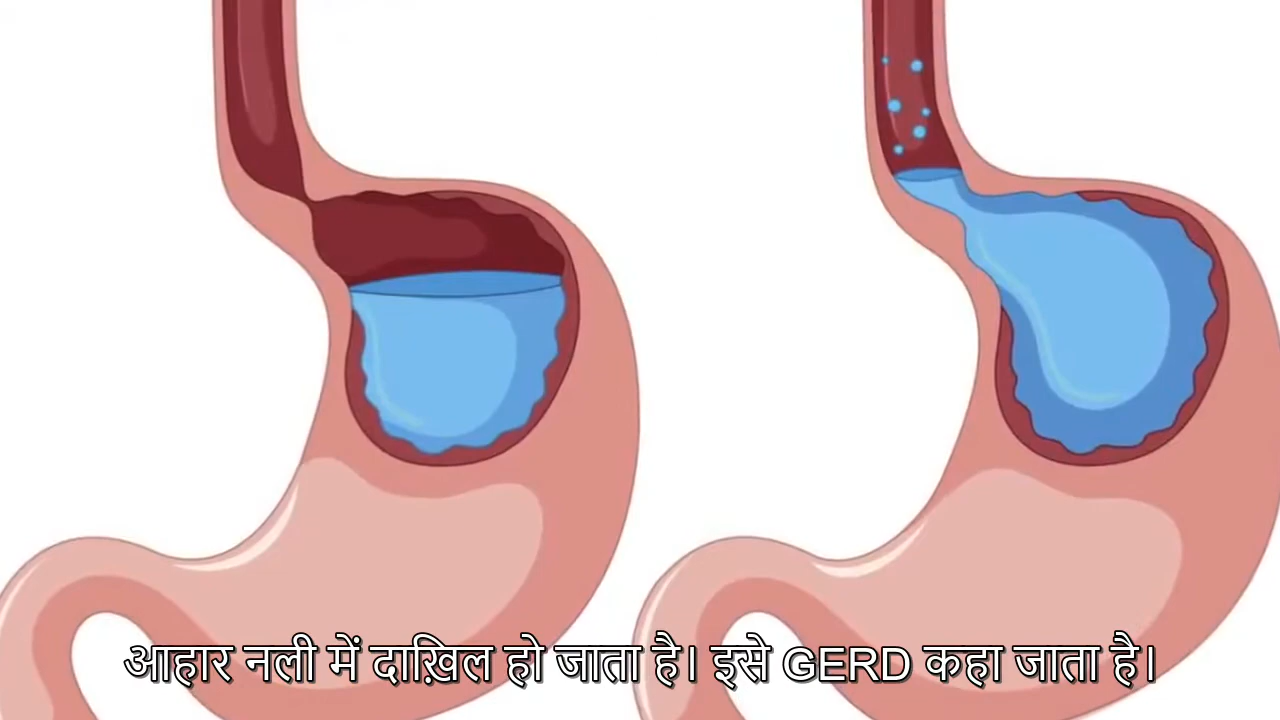 आहार नली में दाख़िल हो जाता है। इसे GERD कहा जाता है।